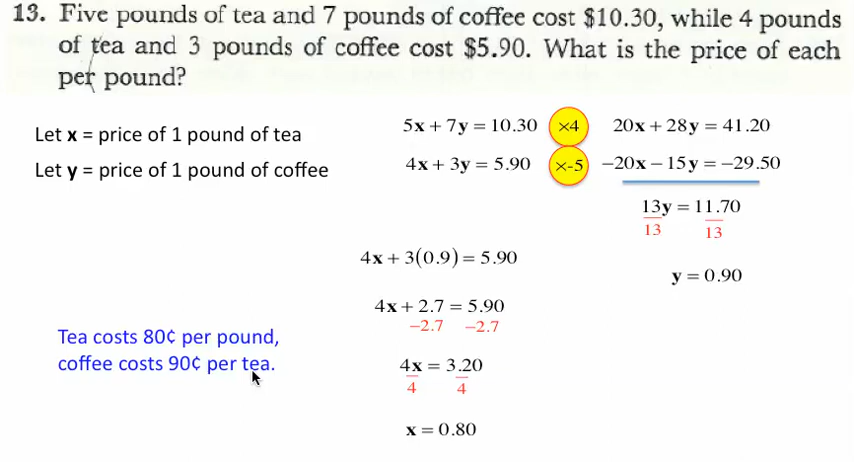 13. Five pounds of tea and 7 pounds of coffee cost $10.30, while 4 pounds
of tea and 3 pounds of coffee cost $5.90. What is the price of each
per pound?
Let x = price of 1 pound of tea
Let y = price of 1 pound of coffee
5x + 7y = 10.30 ×4
4x + 3y = 5.90 ×-5
20x + 28y = 41.20
−20x − 15y = −29.50
13y = 11.70
13 13
y = 0.90
4x + 3(0.9) = 5.90
4x + 2.7 = 5.90
−2.7 −2.7
4x = 3.20
4 4
x = 0.80
Tea costs 80¢ per pound,
coffee costs 90¢ per tea.